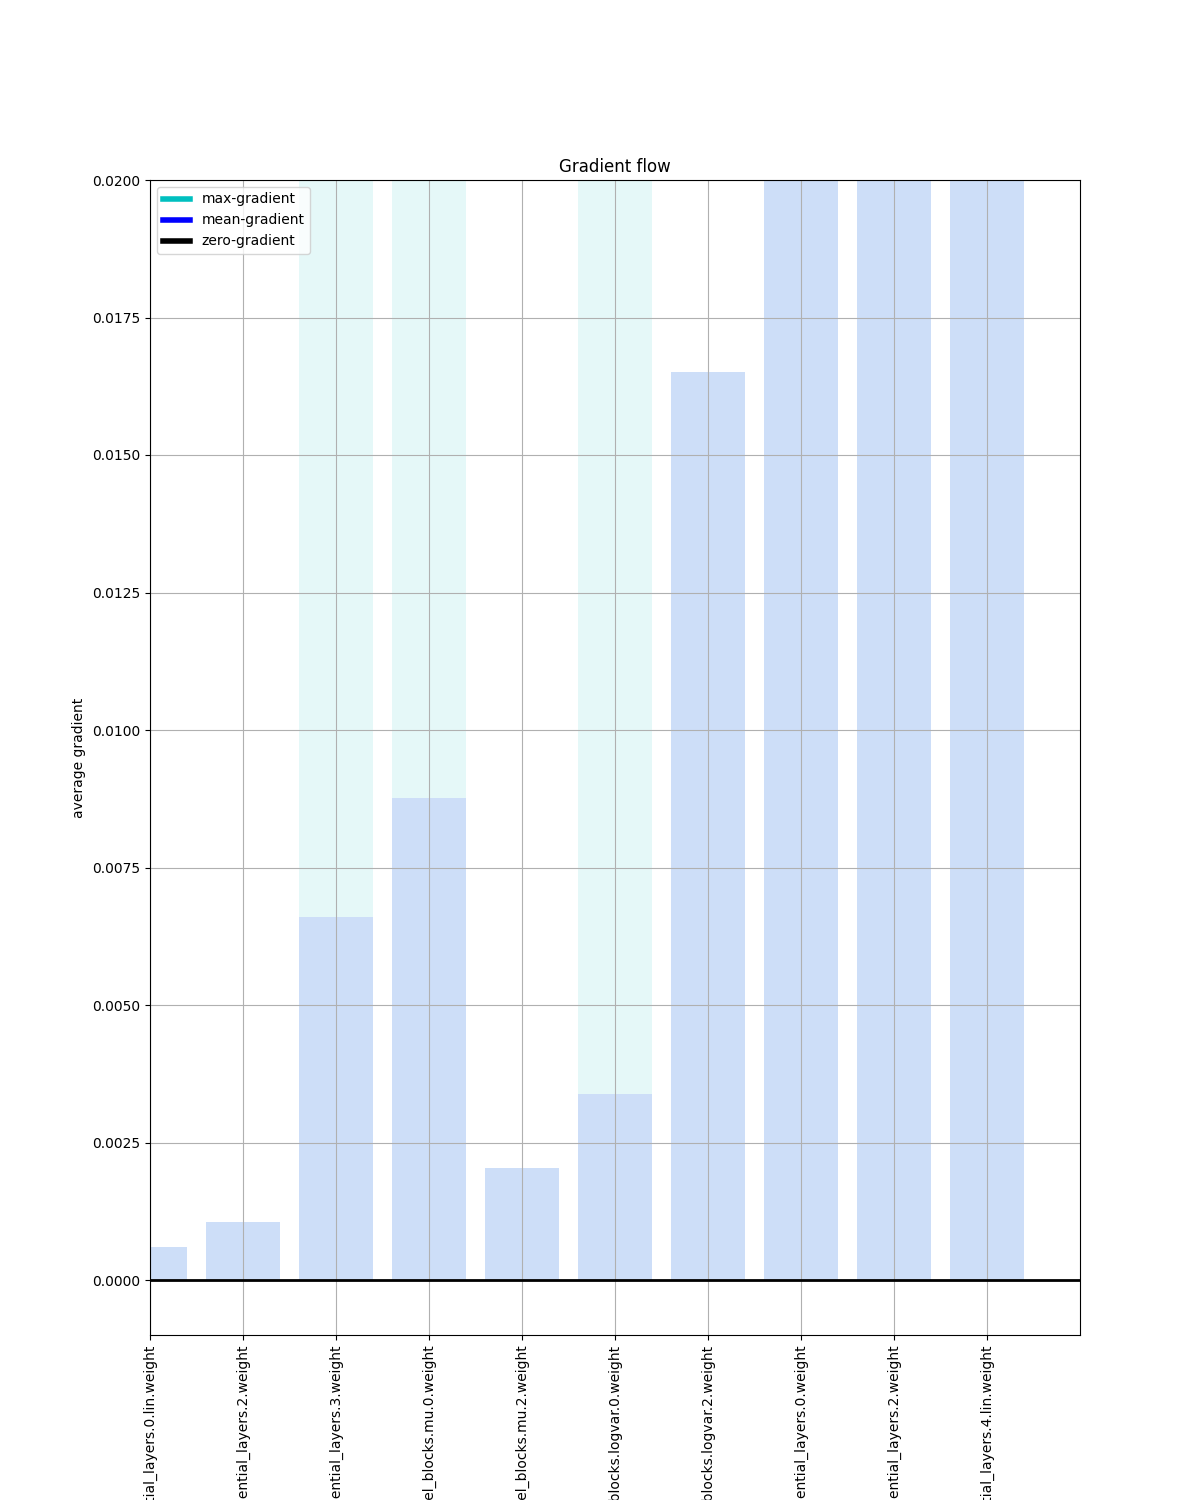 Gradient flow
max-gradient
mean-gradient
zero-gradient
0.0200
0.0175
0.0150
0.0125
0.0100
0.0075
0.0050
0.0025
0.0000
average gradient
tial_layers.0.lin.weight
ential_layers.2.weight
ential_layers.3.weight
el_blocks.mu.0.weight
el_blocks.mu.2.weight
blocks.logvar.0.weight
blocks.logvar.2.weight
ential_layers.0.weight
ential_layers.2.weight
tial_layers.4.lin.weight